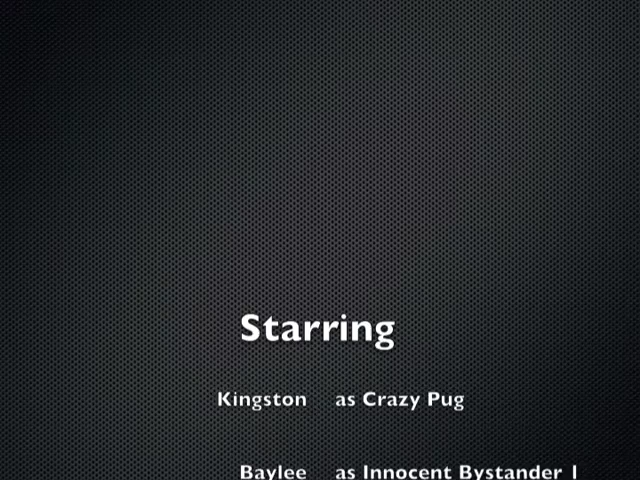 Starring
Kingston as Crazy Pug
Baylee as Innocent Bystander 1